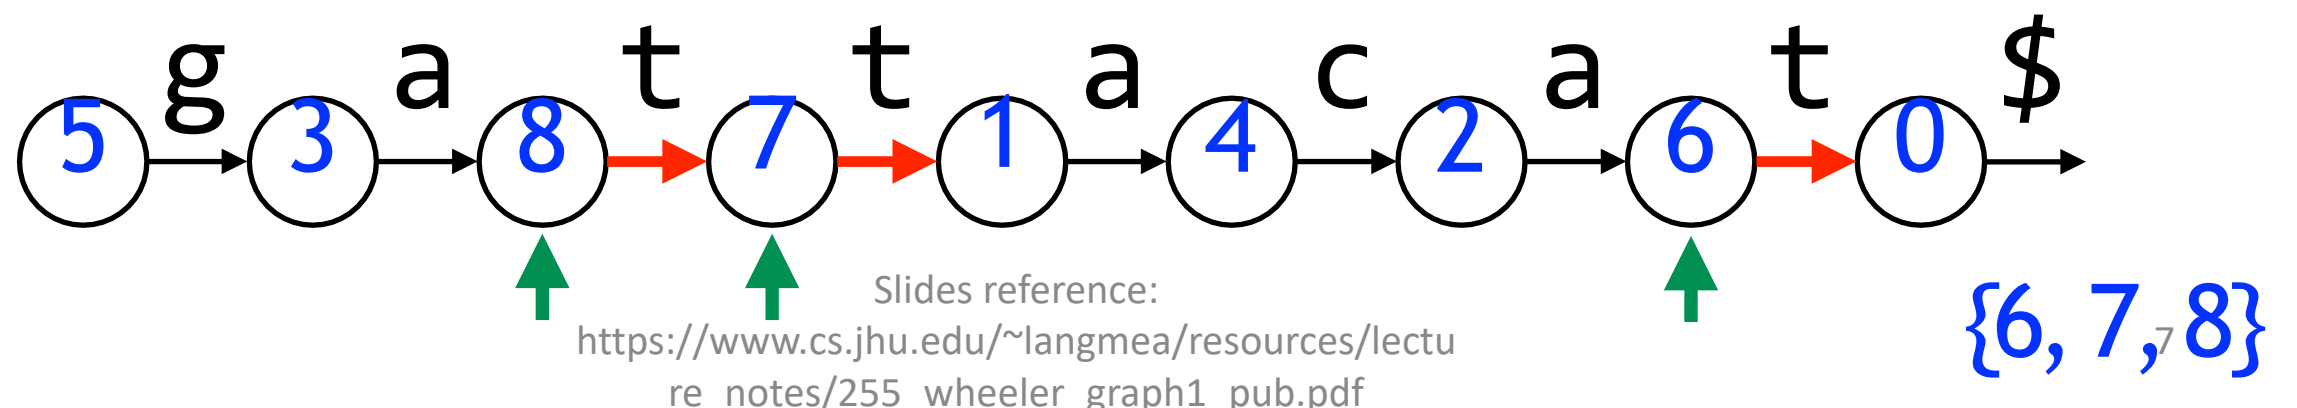 g a t t a c a t $
5 3 8 7 1 4 2 6 0
Slides reference:
{6, 7, 8}
https://www.cs.jhu.edu/~langmea/resources/lectu
7
re_notes/255_wheeler_graph1_pub.pdf